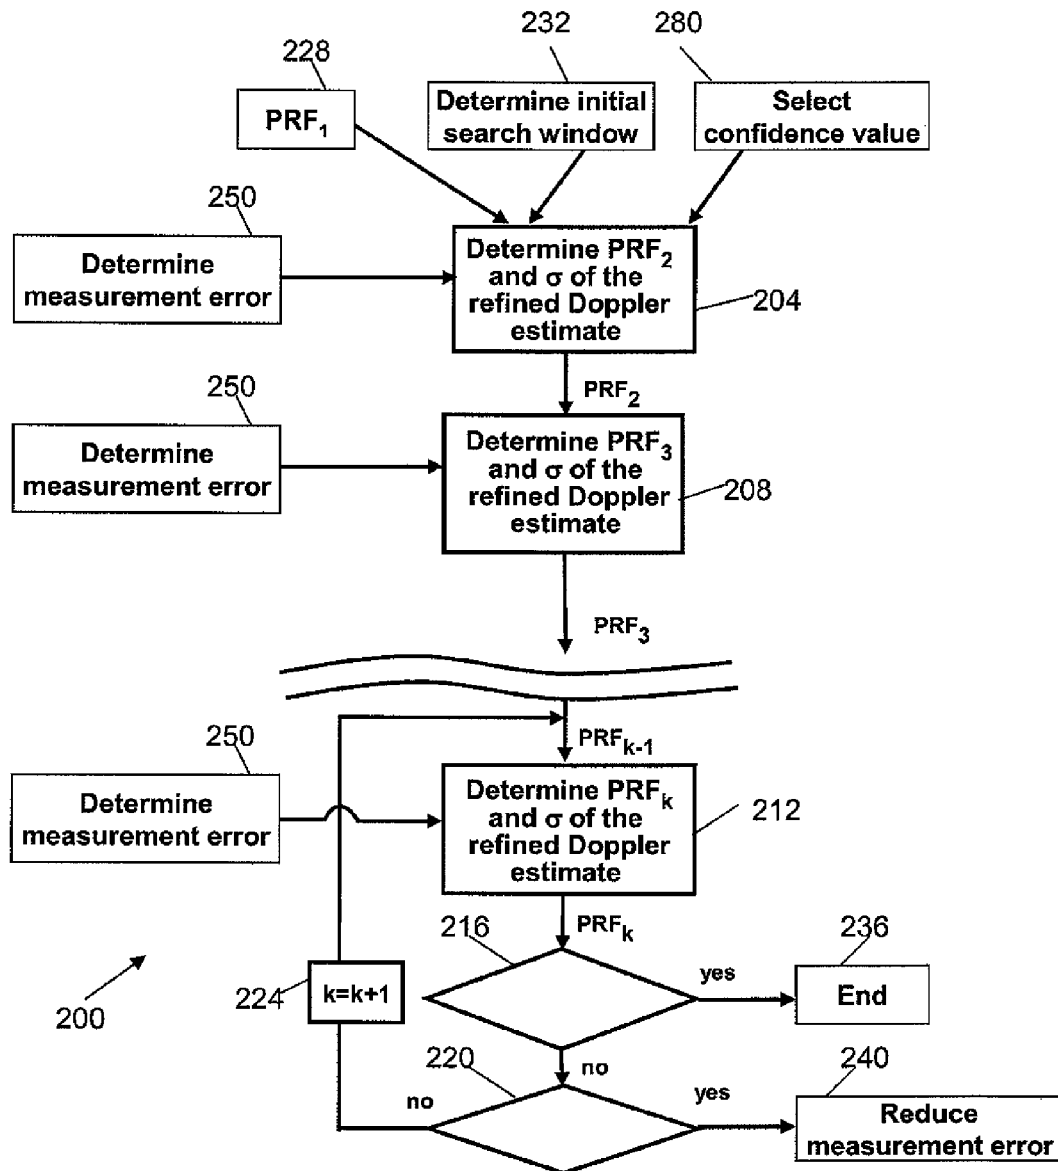 232
280
228
PRF1
Determine initial
search window
Select
confidence value
250
Determine
measurement error
Determine PRF2
and σ of the
refined Doppler
estimate
204
PRF2
250
Determine
measurement error
Determine PRF3
and σ of the
refined Doppler
estimate
208
PRF3
250
PRFk-1
Determine
measurement error
Determine PRFk
and σ of the
refined Doppler
estimate
212
PRFk
216
236
yes
End
224
k=k+1
200
no
220
240
no
yes
Reduce
measurement error